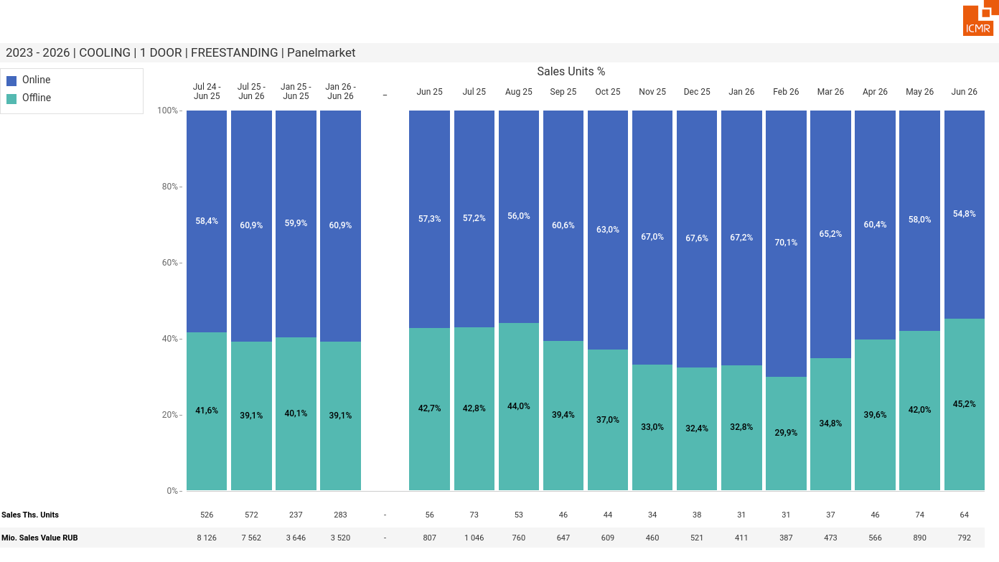 ICMR
2023 - 2026 | COOLING | 1 DOOR | FREESTANDING | Panelmarket
Online
Offline
Sales Units %
Jul 24 - Jul 25 - Jan 25 - Jan 26 -
Jun 25 Jun 26 Jun 25 Jun 26 – Jun 25 Jul 25 Aug 25 Sep 25 Oct 25 Nov 25 Dec 25 Jan 26 Feb 26 Mar 26 Apr 26 May 26 Jun 26
100%
80%
58,4% 60,9% 59,9% 60,9% 57,3% 57,2% 56,0% 60,6% 63,0% 67,0% 67,6% 67,2% 70,1% 65,2% 60,4% 58,0% 54,8%
60%
40%
41,6% 39,1% 40,1% 39,1% 42,7% 42,8% 44,0% 39,4% 37,0% 33,0% 32,4% 32,8% 29,9% 34,8% 39,6% 42,0% 45,2%
20%
0%
Sales Ths. Units 526 572 237 283 - 56 73 53 46 44 34 38 31 31 37 46 74 64
Mio. Sales Value RUB 8 126 7 562 3 646 3 520 - 807 1 046 760 647 609 460 521 411 387 473 566 890 792